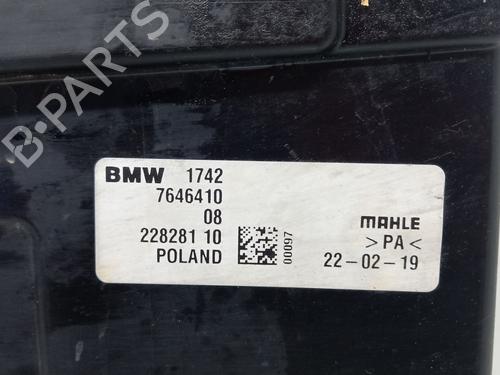 B-PARTS
BMW 1742
7646410
08
228281 10
POLAND
00097
MAHLE
>PA<
22-02-19